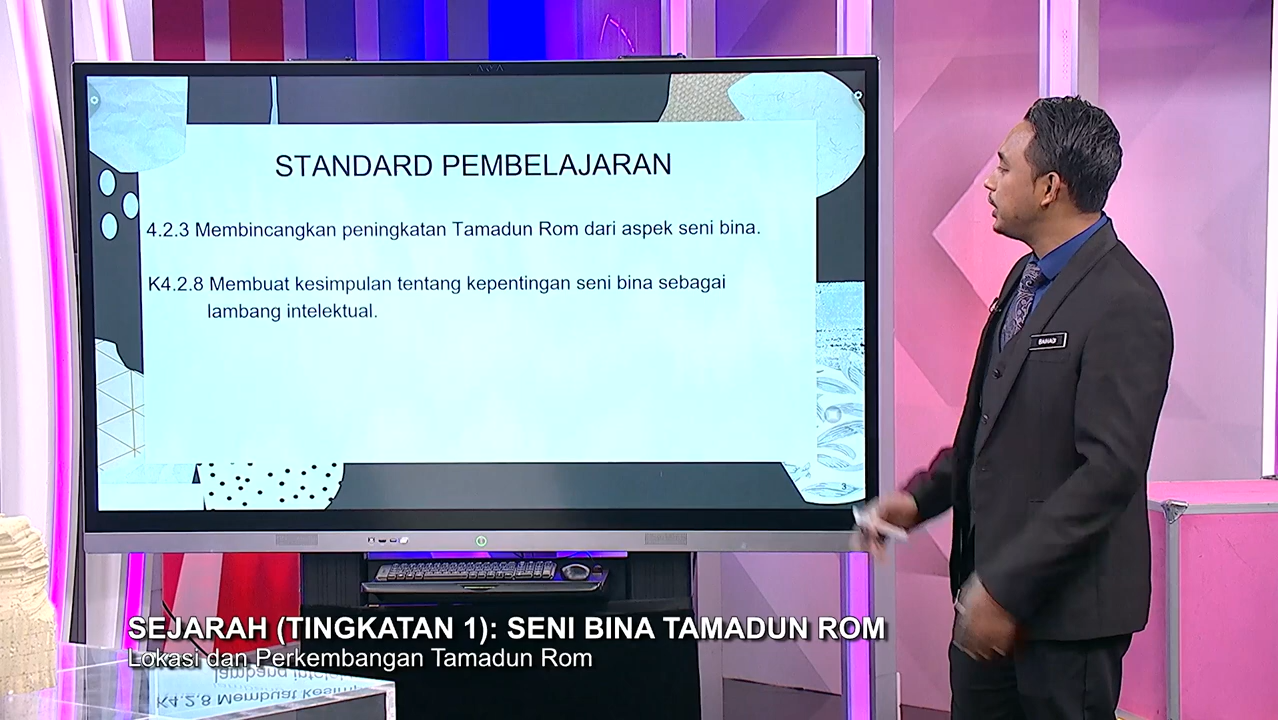 STANDARD PEMBELAJARAN
4.2.3 Membincangkan peningkatan Tamadun Rom dari aspek seni bina.
K4.2.8 Membuat kesimpulan tentang kepentingan seni bina sebagai
lambang intelektual.
3
SEJARAH (TINGKATAN 1): SENI BINA TAMADUN ROM
Lokasi dan Perkembangan Tamadun Rom